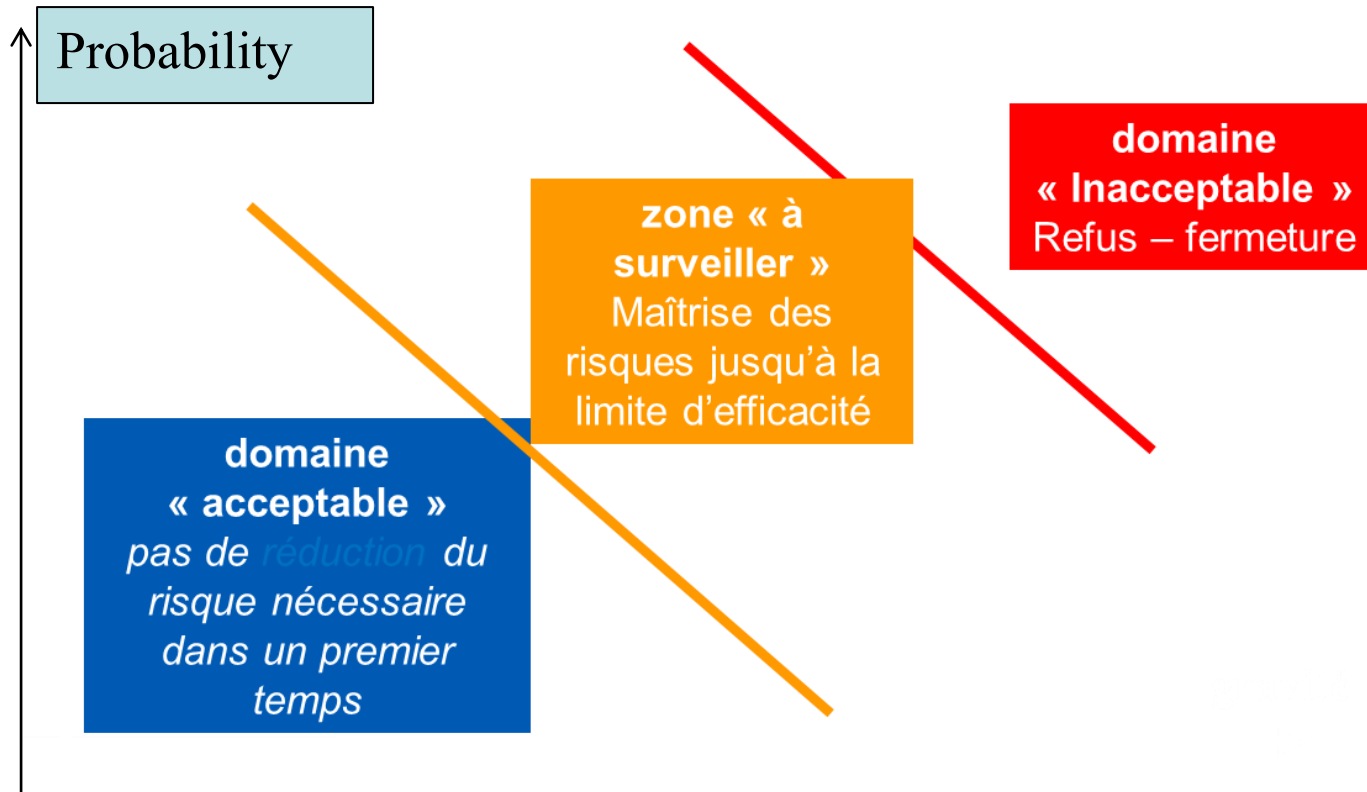 Probability
domaine
« Inacceptable »
Refus – fermeture
zone « à
surveiller »
Maîtrise des
risques jusqu’à la
limite d’efficacité
domaine
« acceptable »
pas de réduction du
risque nécessaire
dans un premier
temps